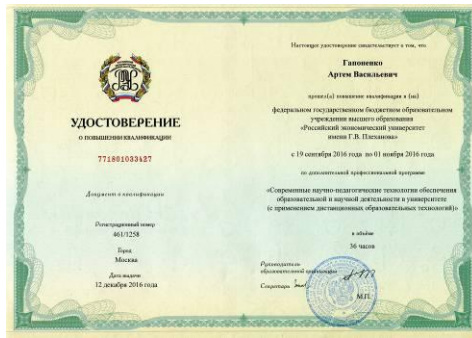 УДОСТОВЕРЕНИЕ
О ПОВЫШЕНИИ КВАЛИФИКАЦИИ
771801033427
Документ о квалификации
Регистрационный номер
461/1258
Город
Москва
Дата выдачи
12 декабря 2016 года
Настоящее удостоверение свидетельствует о том, что
Гапоненко
Артем Васильевич
прошел(а) повышение квалификации в (на)
федеральном государственном бюджетном образовательном
учреждении высшего образования
«Российский экономический университет
имени Г.В. Плеханова»
с 19 сентября 2016 года по 01 ноября 2016 года
по дополнительной профессиональной программе
«Современные научно-педагогические технологии обеспечения
образовательной и научной деятельности в университете
(с применением дистанционных образовательных технологий)»
в объёме
36 часов
Руководитель
образовательной организации
Секретарь
М.П.